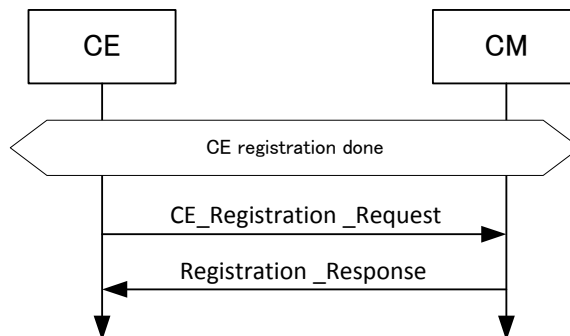 CE
CM
CE registration done
CE_Registration _Request
Registration _Response